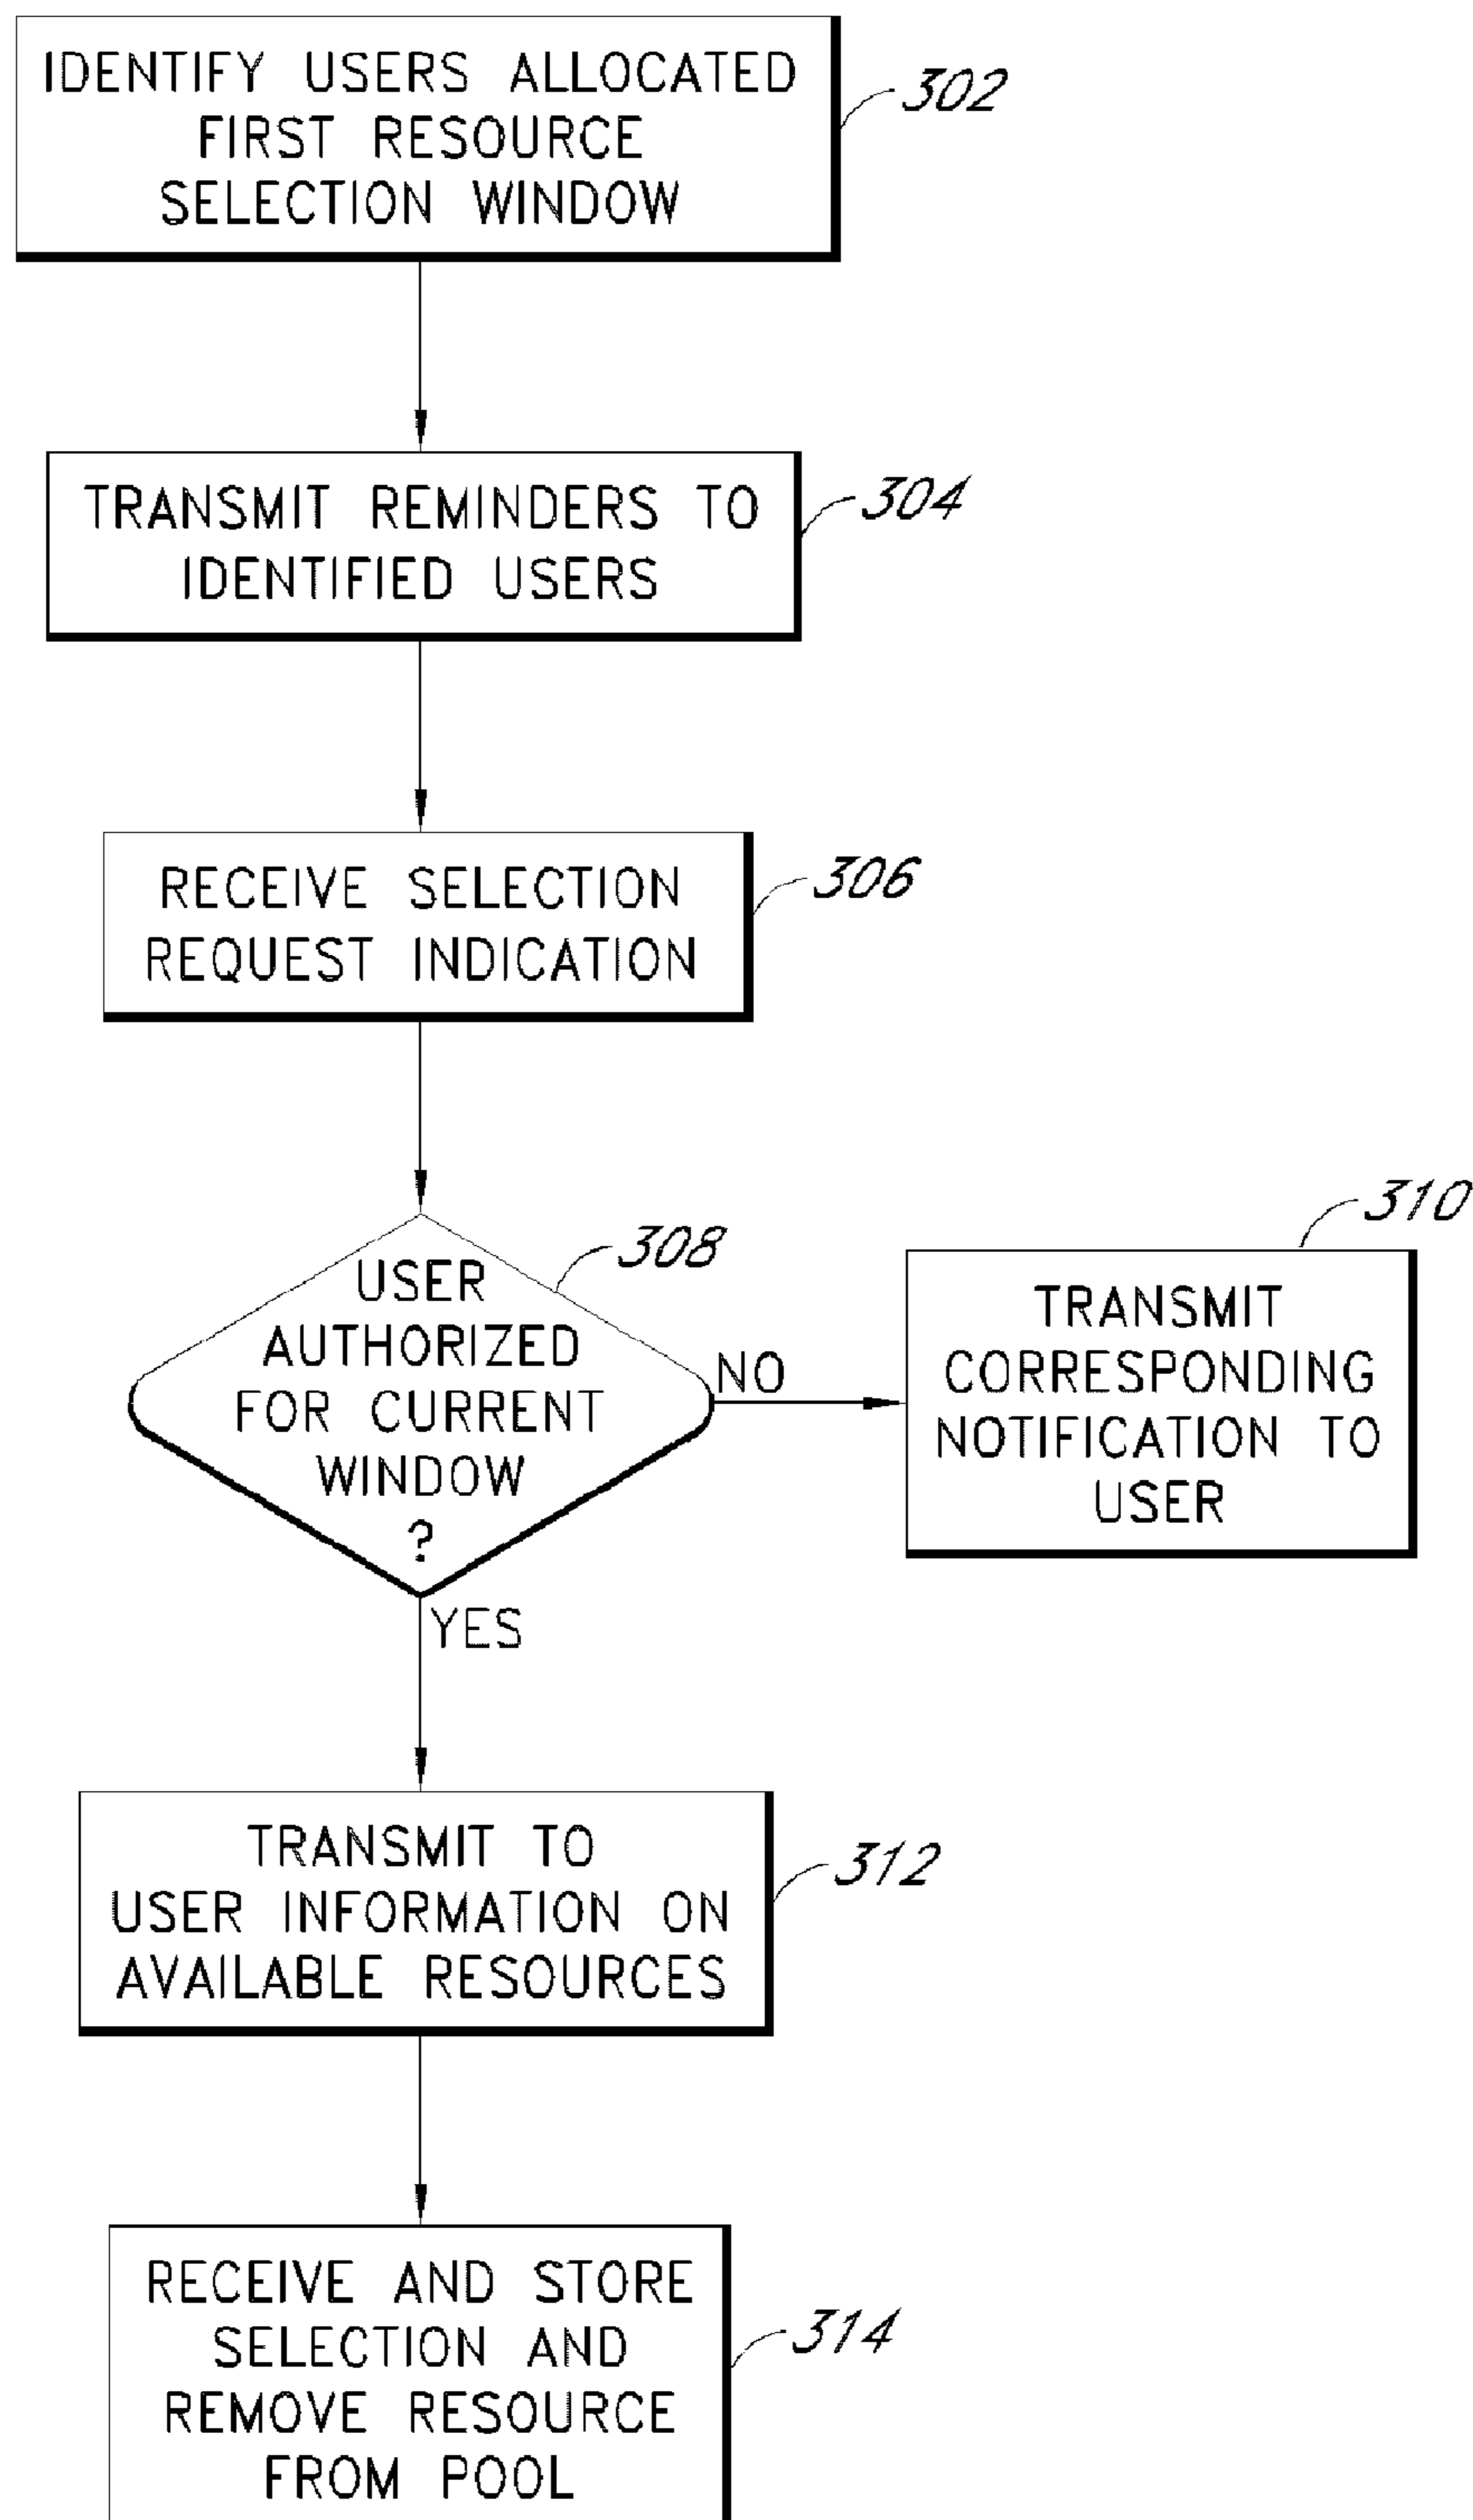 IDENTIFY USERS ALLOCATED
FIRST RESOURCE
SELECTION WINDOW
302
TRANSMIT REMINDERS TO
IDENTIFIED USERS
304
RECEIVE SELECTION
REQUEST INDICATION
306
USER
AUTHORIZED
FOR CURRENT
WINDOW
?
308
NO
310
TRANSMIT
CORRESPONDING
NOTIFICATION TO
USER
YES
TRANSMIT TO
USER INFORMATION ON
AVAILABLE RESOURCES
312
RECEIVE AND STORE
SELECTION AND
REMOVE RESOURCE
FROM POOL
314